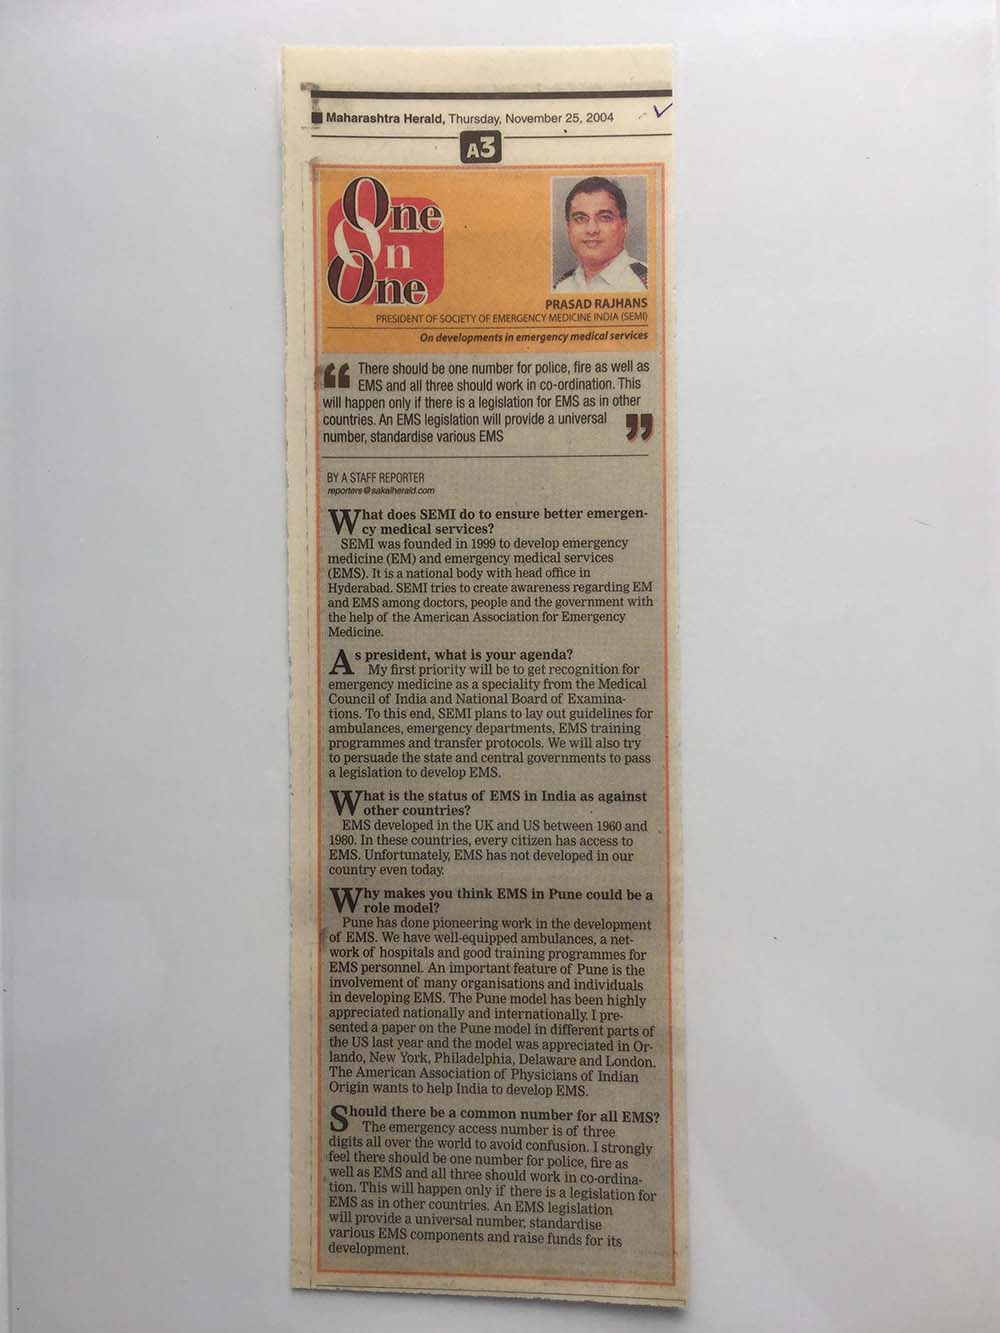 Maharashtra Herald, Thursday, November 25, 2004
A3
One
On
One
PRASAD RAJHANS
PRESIDENT OF SOCIETY OF EMERGENCY MEDICINE INDIA (SEMI)
On developments in emergency medical services
“ There should be one number for police, fire as well as
EMS and all three should work in co-ordination. This
will happen only if there is a legislation for EMS as in other
countries. An EMS legislation will provide a universal
number, standardise various EMS ”
BY A STAFF REPORTER
reporters@sakalherald.com
What does SEMI do to ensure better emergen-
cy medical services?
SEMI was founded in 1999 to develop emergency
medicine (EM) and emergency medical services
(EMS). It is a national body with head office in
Hyderabad. SEMI tries to create awareness regarding EM
and EMS among doctors, people and the government with
the help of the American Association for Emergency
Medicine.
As president, what is your agenda?
My first priority will be to get recognition for
emergency medicine as a speciality from the Medical
Council of India and National Board of Examina-
tions. To this end, SEMI plans to lay out guidelines for
ambulances, emergency departments, EMS training
programmes and transfer protocols. We will also try
to persuade the state and central governments to pass
a legislation to develop EMS.
What is the status of EMS in India as against
other countries?
EMS developed in the UK and US between 1960 and
1980. In these countries, every citizen has access to
EMS. Unfortunately, EMS has not developed in our
country even today.
Why makes you think EMS in Pune could be a
role model?
Pune has done pioneering work in the development
of EMS. We have well-equipped ambulances, a net-
work of hospitals and good training programmes for
EMS personnel. An important feature of Pune is the
involvement of many organisations and individuals
in developing EMS. The Pune model has been highly
appreciated nationally and internationally. I pre-
sented a paper on the Pune model in different parts of
the US last year and the model was appreciated in Or-
lando, New York, Philadelphia, Delaware and London.
The American Association of Physicians of Indian
Origin wants to help India to develop EMS.
Should there be a common number for all EMS?
The emergency access number is of three
digits all over the world to avoid confusion. I strongly
feel there should be one number for police, fire as
well as EMS and all three should work in co-ordina-
tion. This will happen only if there is a legislation for
EMS as in other countries. An EMS legislation
will provide a universal number, standardise
various EMS components and raise funds for its
development.